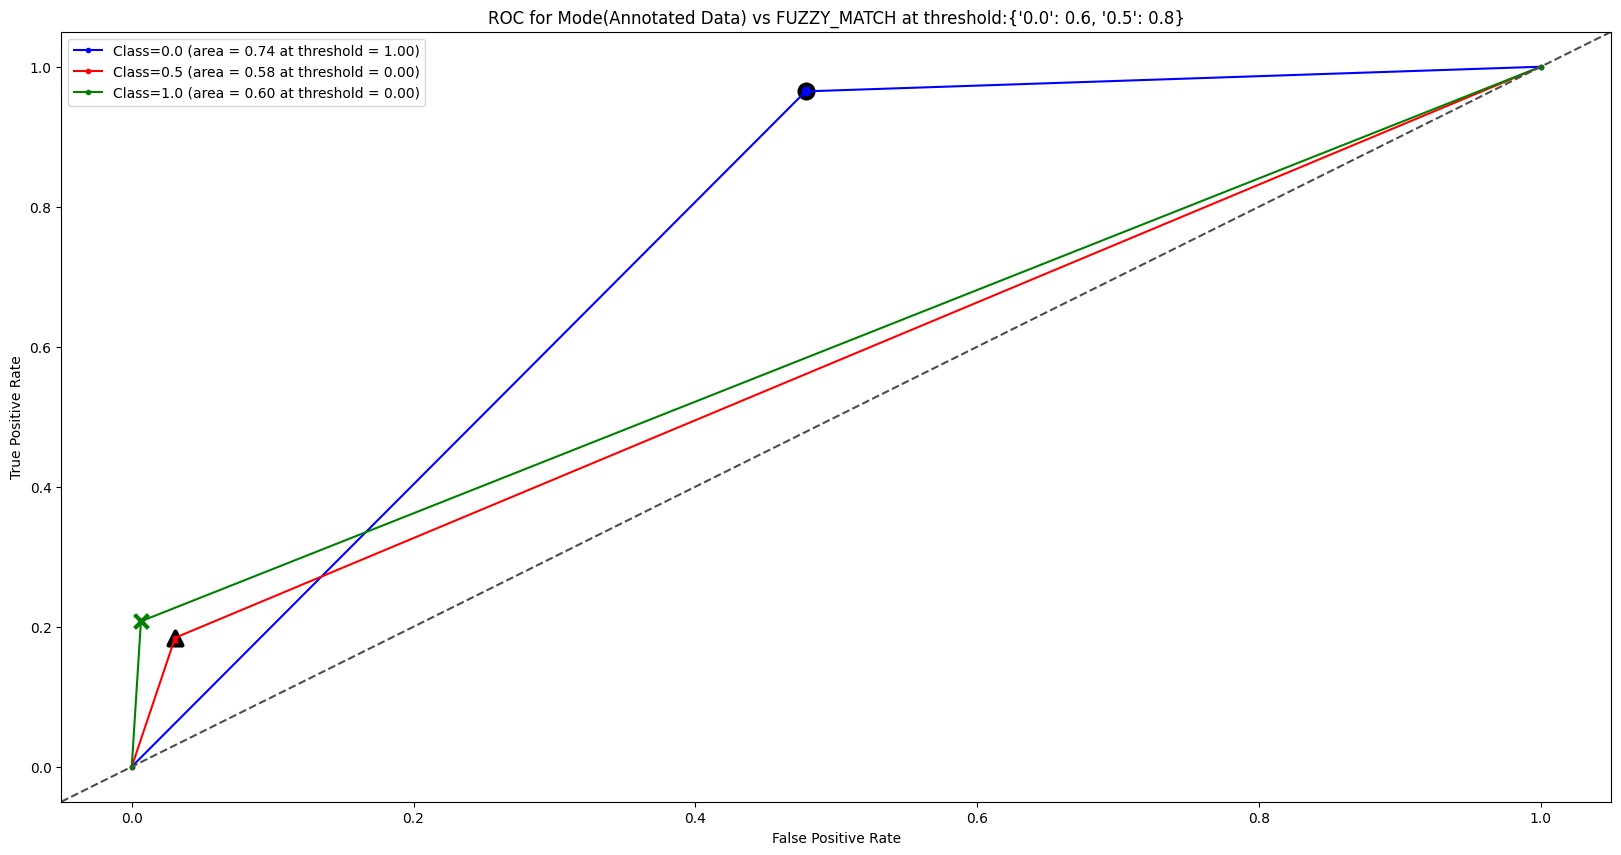 ROC for Mode(Annotated Data) vs FUZZY_MATCH at threshold:{'0.0': 0.6, '0.5': 0.8}
Class=0.0 (area = 0.74 at threshold = 1.00)
Class=0.5 (area = 0.58 at threshold = 0.00)
Class=1.0 (area = 0.60 at threshold = 0.00)
True Positive Rate
1.0
0.8
0.6
0.4
0.2
0.0
0.0 0.2 0.4 0.6 0.8 1.0
False Positive Rate